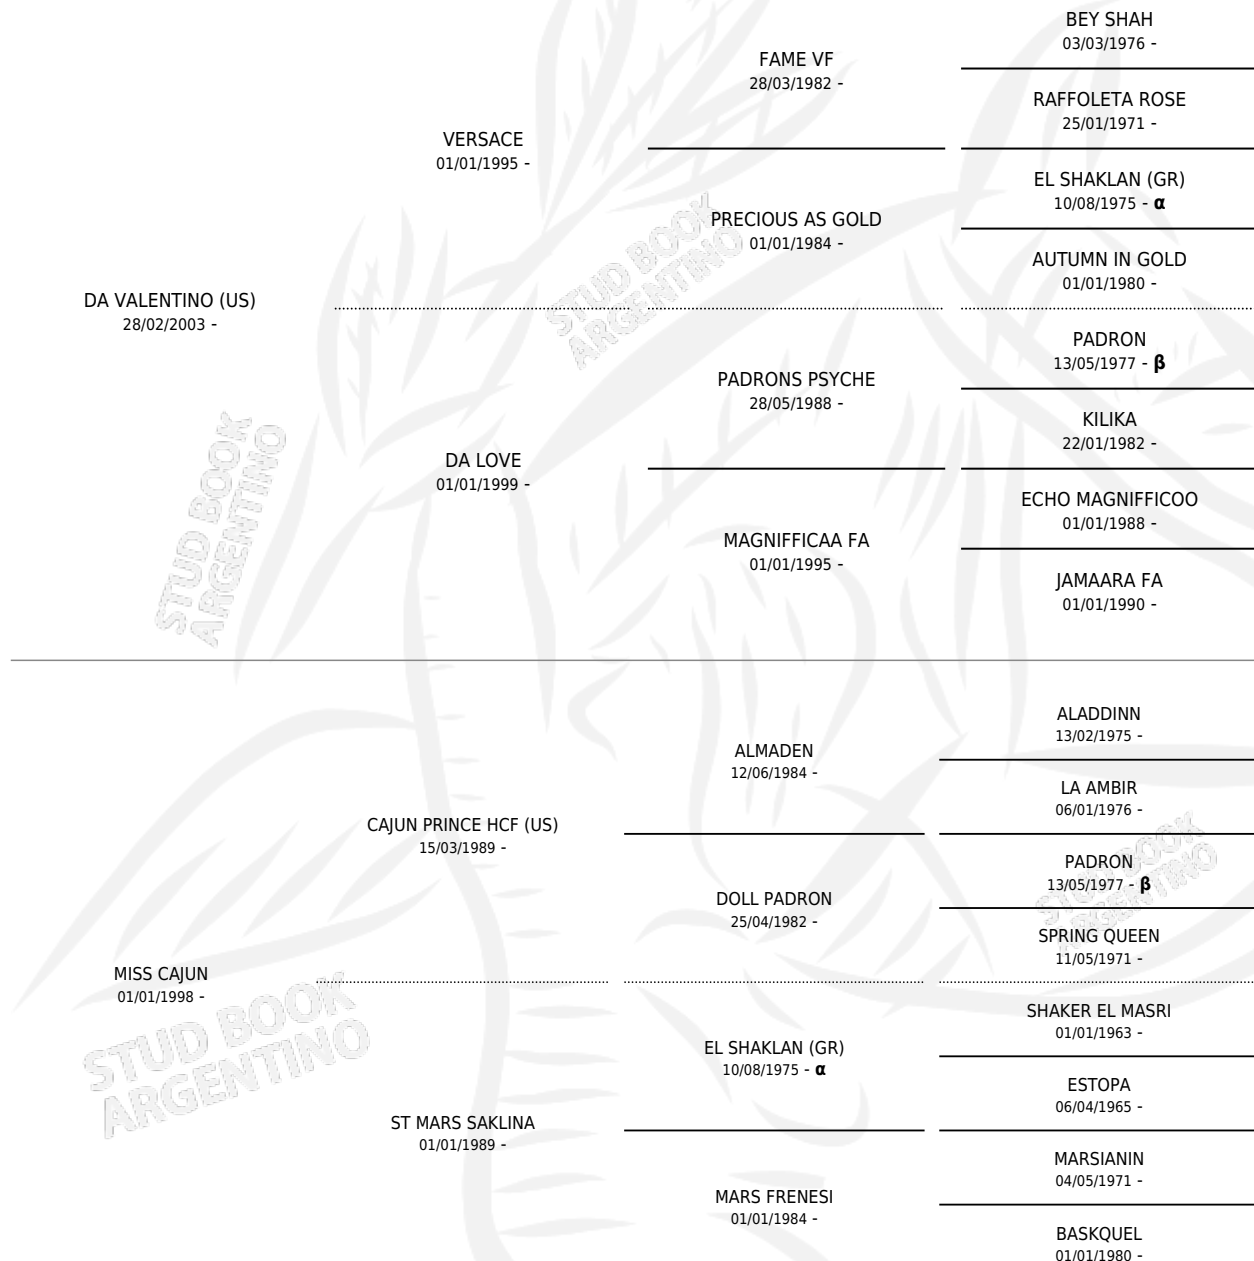 BEY SHAH
03/03/1976 -
FAME VF
28/03/1982 -
RAFFOLETA ROSE
25/01/1971 -
VERSACE
01/01/1995 -
EL SHAKLAN (GR)
10/08/1975 - α
PRECIOUS AS GOLD
01/01/1984 -
AUTUMN IN GOLD
01/01/1980 -
DA VALENTINO (US)
28/02/2003 -
PADRON
13/05/1977 - β
PADRONS PSYCHE
28/05/1988 -
KILIKA
22/01/1982 -
DA LOVE
01/01/1999 -
ECHO MAGNIFFICOO
01/01/1988 -
MAGNIFFICAA FA
01/01/1995 -
JAMAARA FA
01/01/1990 -
ALADDINN
13/02/1975 -
ALMADEN
12/06/1984 -
LA AMBIR
06/01/1976 -
CAJUN PRINCE HCF (US)
15/03/1989 -
PADRON
13/05/1977 - β
DOLL PADRON
25/04/1982 -
SPRING QUEEN
11/05/1971 -
MISS CAJUN
01/01/1998 -
SHAKER EL MASRI
01/01/1963 -
EL SHAKLAN (GR)
10/08/1975 - α
ESTOPA
06/04/1965 -
ST MARS SAKLINA
01/01/1989 -
MARSIANIN
04/05/1971 -
MARS FRENESI
01/01/1984 -
BASKQUEL
01/01/1980 -
STUD BOOK
ARGENTINO
STUD BOOK
ARGENTINO
STUD BOOK
ARGENTINO
STUD BOOK
ARGENTINO